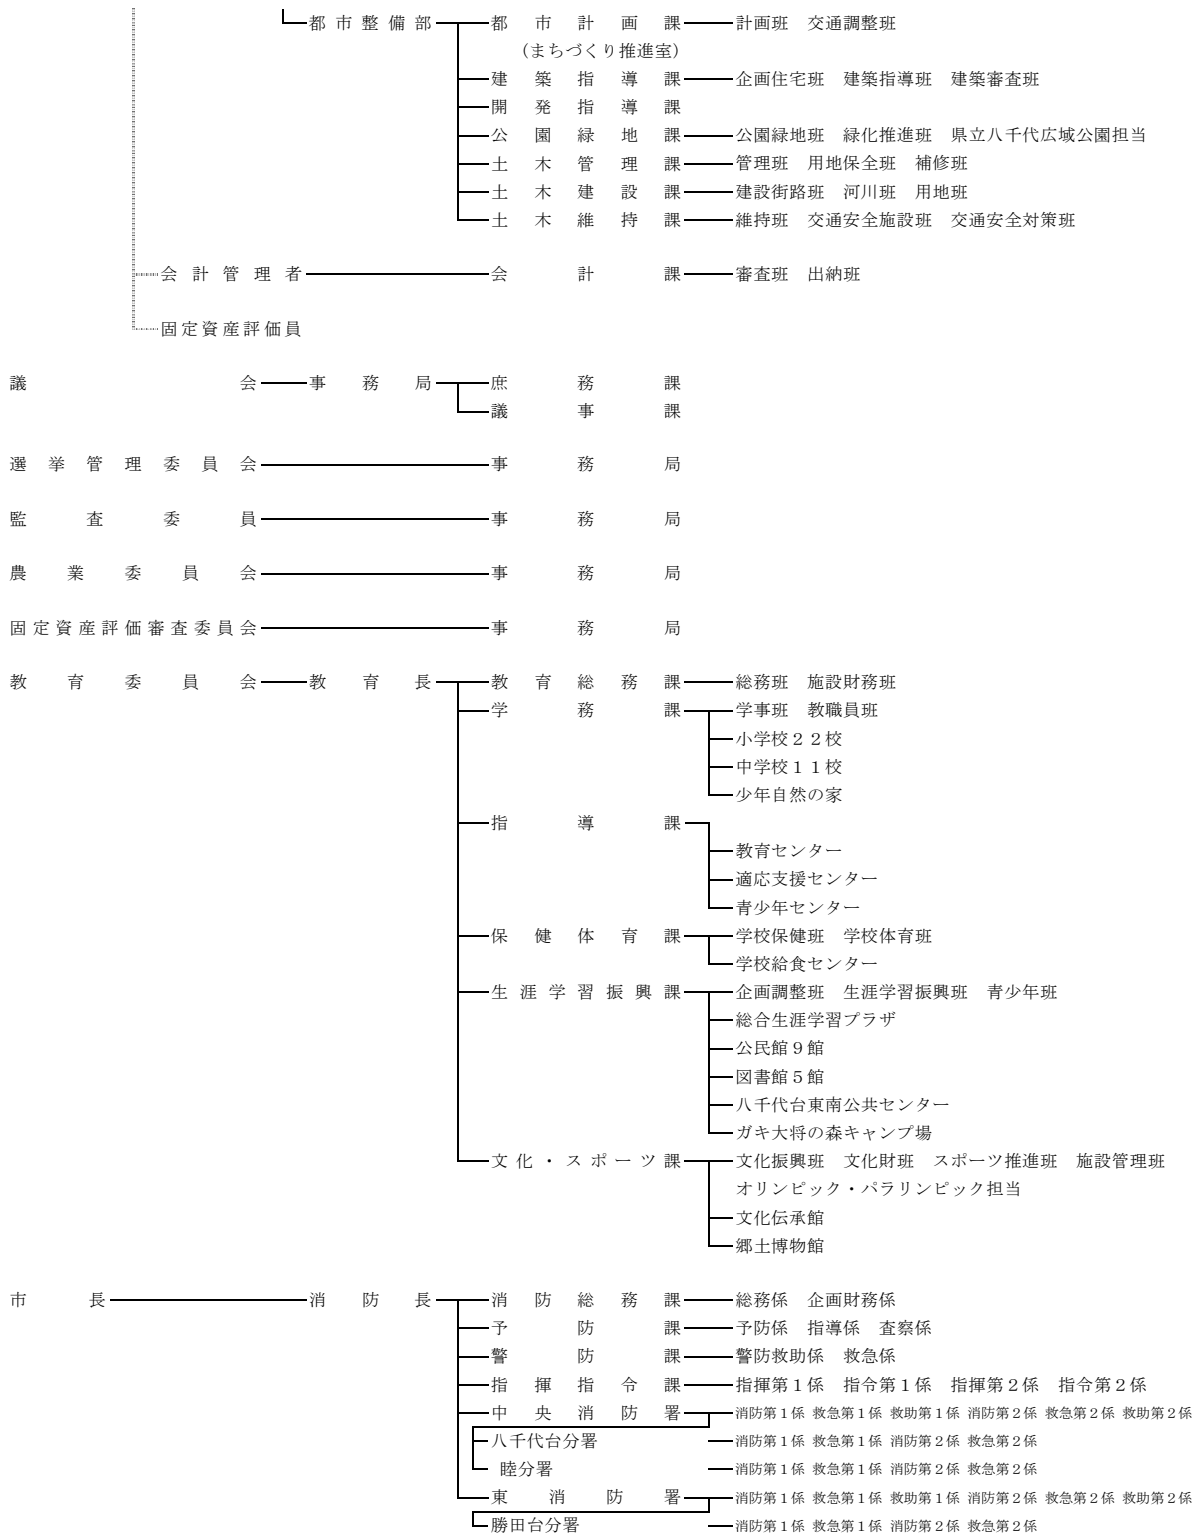 都市整備部 都市計画課 計画班 交通調整班
(まちづくり推進室)
建築指導課 企画住宅班 建築指導班 建築審査班
開発指導課
公園緑地課 公園緑地班 緑化推進班 県立八千代広域公園担当
土木管理課 管理班 用地保全班 補修班
土木建設課 建設街路班 河川班 用地班
土木維持課 維持班 交通安全施設班 交通安全対策班
会計管理者 会計課 審査班 出納班
固定資産評価員
議会 事務局 庶務課
議事課
選挙管理委員会 事務局
監査委員 事務局
農業委員会 事務局
固定資産評価審査委員会 事務局
教育委員会 教育長 教育総務課 総務班 施設財務班
学務課 学事班 教職員班
小学校22校
中学校11校
少年自然の家
指導課
教育センター
適応支援センター
青少年センター
保健体育課 学校保健班 学校体育班
学校給食センター
生涯学習振興課 企画調整班 生涯学習振興班 青少年班
総合生涯学習プラザ
公民館9館
図書館5館
八千代台東南公共センター
ガキ大将の森キャンプ場
文化・スポーツ課 文化振興班 文化財班 スポーツ推進班 施設管理班
オリンピック・パラリンピック担当
文化伝承館
郷土博物館
市長 消防長 消防総務課 総務係 企画財務係
予防課 予防係 指導係 査察係
警防課 警防救助係 救急係
指揮指令課 指揮第1係 指令第1係 指揮第2係 指令第2係
中央消防署 消防第1係 救急第1係 救助第1係 消防第2係 救急第2係 救助第2係
八千代台分署 消防第1係 救急第1係 消防第2係 救急第2係
睦分署 消防第1係 救急第1係 消防第2係 救急第2係
東消防署 消防第1係 救急第1係 救助第1係 消防第2係 救急第2係 救助第2係
勝田台分署 消防第1係 救急第1係 消防第2係 救急第2係